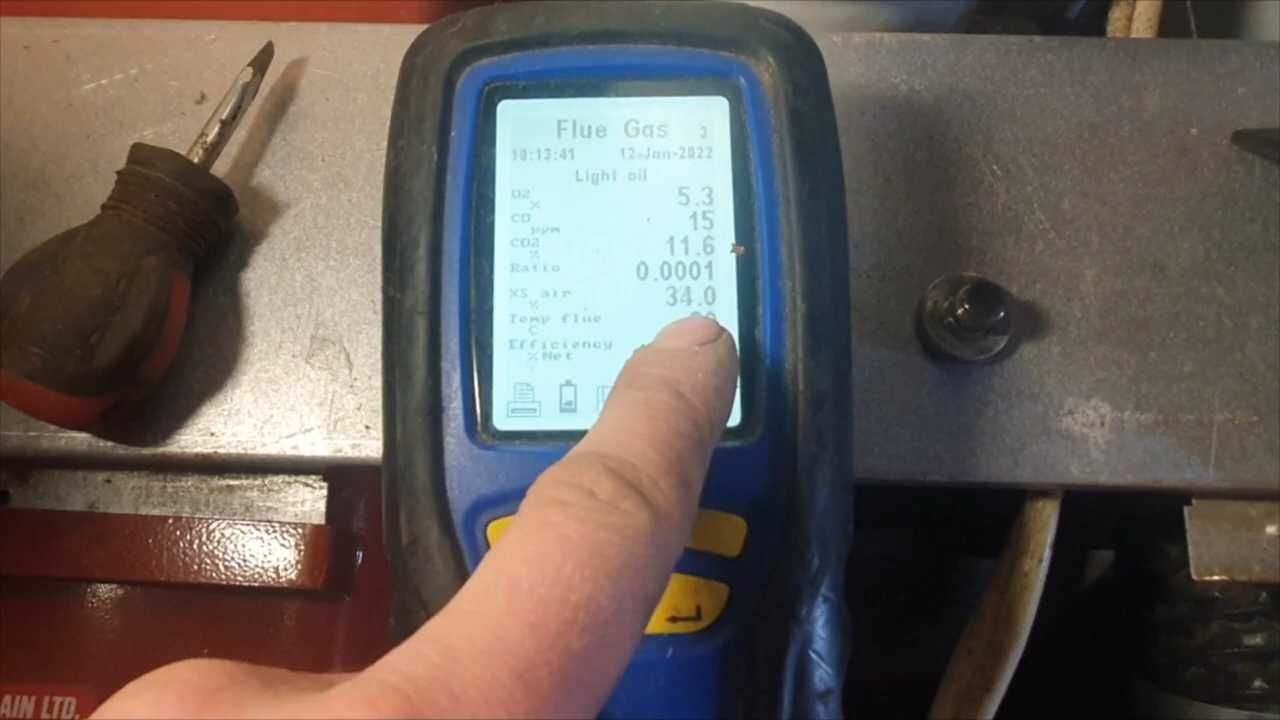 Flue Gas 3
10:13:41 12-Jan-2022
Light oil
O2 % 5.3
CO ppm 15
CO2 % 11.6
Ratio 0.0001
XS air % 34.0
Temp flue C
Efficiency
% Net
AIN LTD.